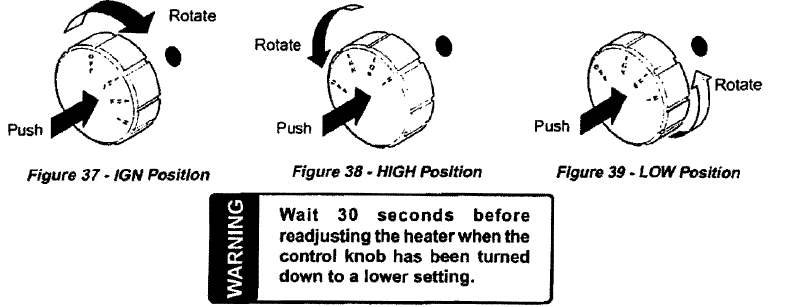 Rotate
Push
Figure 37 - IGN Position
Rotate
Push
Figure 38 - HIGH Position
Rotate
Push
Figure 39 - LOW Position
WARNING
Wait 30 seconds before
readjusting the heater when the
control knob has been turned
down to a lower setting.